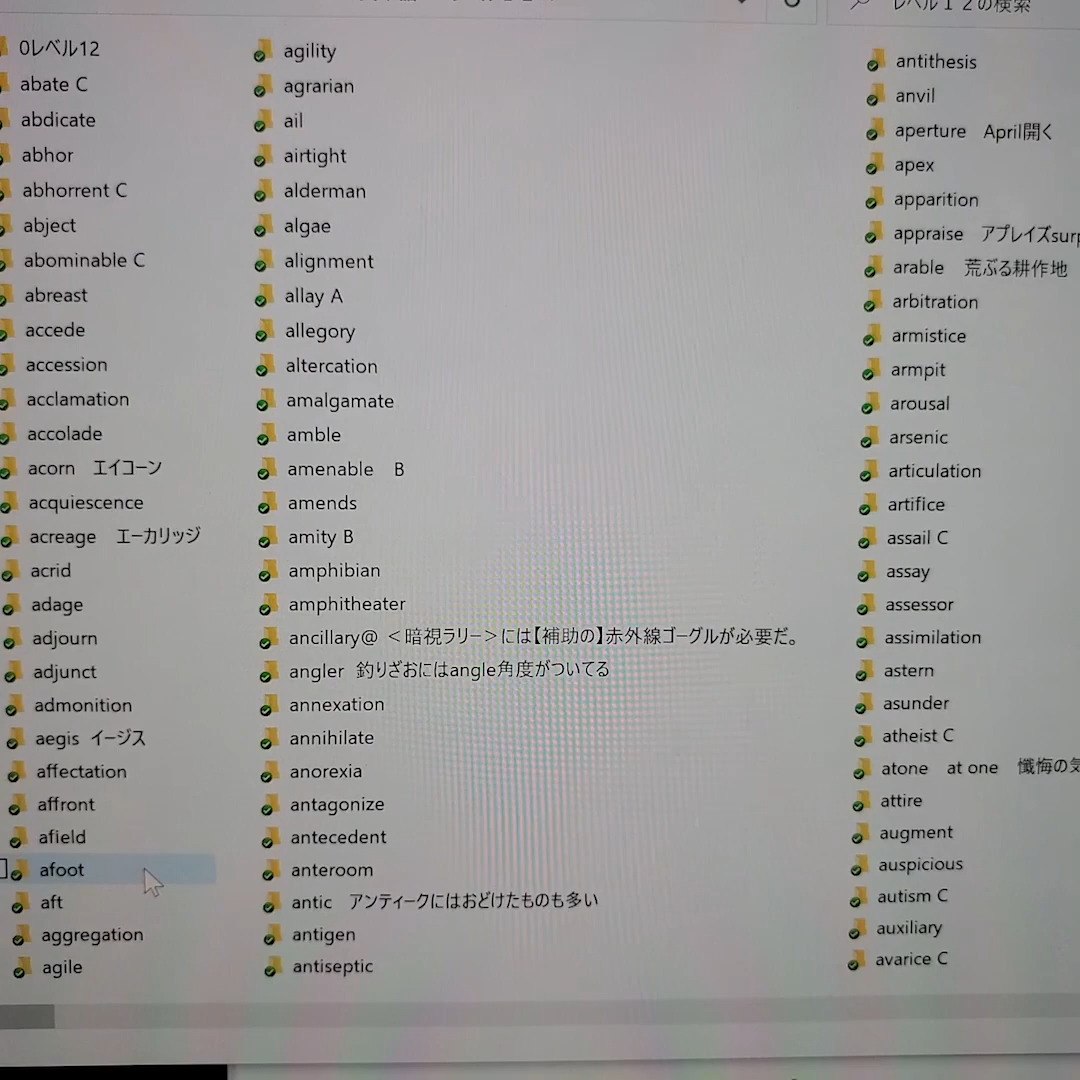 レベル１２の検索
0レベル12
abate C
abdicate
abhor
abhorrent C
abject
abominable C
abreast
accede
accession
acclamation
accolade
acorn　エイコーン
acquiescence
acreage　エーカリッジ
acrid
adage
adjourn
adjunct
admonition
aegis イージス
affectation
affront
afield
afoot
aft
aggregation
agile
agility
agrarian
ail
airtight
alderman
algae
alignment
allay A
allegory
altercation
amalgamate
amble
amenable　B
amends
amity B
amphibian
amphitheater
ancillary@ ＜暗視ラリー＞には【補助の】赤外線ゴーグルが必要だ。
angler 釣りざおにはangle角度がついてる
annexation
annihilate
anorexia
antagonize
antecedent
anteroom
antic　アンティークにはおどけたものも多い
antigen
antiseptic
antithesis
anvil
aperture　April開く
apex
apparition
appraise　アプレイズsurp
arable　荒ぶる耕作地
arbitration
armistice
armpit
arousal
arsenic
articulation
artifice
assail C
assay
assessor
assimilation
astern
asunder
atheist C
atone　at one　懺悔の気
attire
augment
auspicious
autism C
auxiliary
avarice C